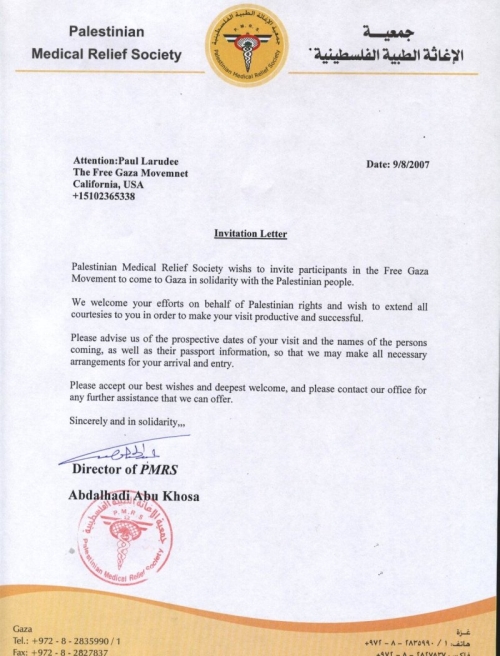 Palestinian
Medical Relief Society
جمعية
الإغاثة الطبية الفلسطينية
P.M.R.S
Palestinian Medical Relief Society
Attention:Paul Larudee
The Free Gaza Movemnet
California, USA
+15102365338
Date: 9/8/2007
Invitation Letter
Palestinian Medical Relief Society wishs to invite participants in the Free Gaza
Movement to come to Gaza in solidarity with the Palestinian people.
We welcome your efforts on behalf of Palestinian rights and wish to extend all
courtesies to you in order to make your visit productive and successful.
Please advise us of the prospective dates of your visit and the names of the persons
coming, as well as their passport information, so that we may make all necessary
arrangements for your arrival and entry.
Please accept our best wishes and deepest welcome, and please contact our office for
any further assistance that we can offer.
Sincerely and in solidarity,,,
Director of PMRS
Abdalhadi Abu Khosa
جمعية الإغاثة الطبية الفلسطينية
P.M.R.S
Palestinian Medical Relief Society
Gaza
Tel.: +972 - 8 - 2835990 / 1
Fax: +972 - 8 - 2827837
غزة
هاتف: ١ / ٢٨٣٥٩٩٠ - ٨ - ٩٧٢+